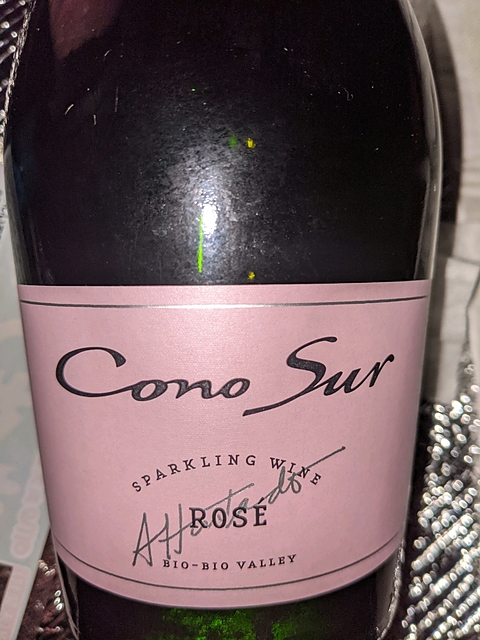 Cono Sur
SPARKLING WINE
ROSÉ
BIO-BIO VALLEY